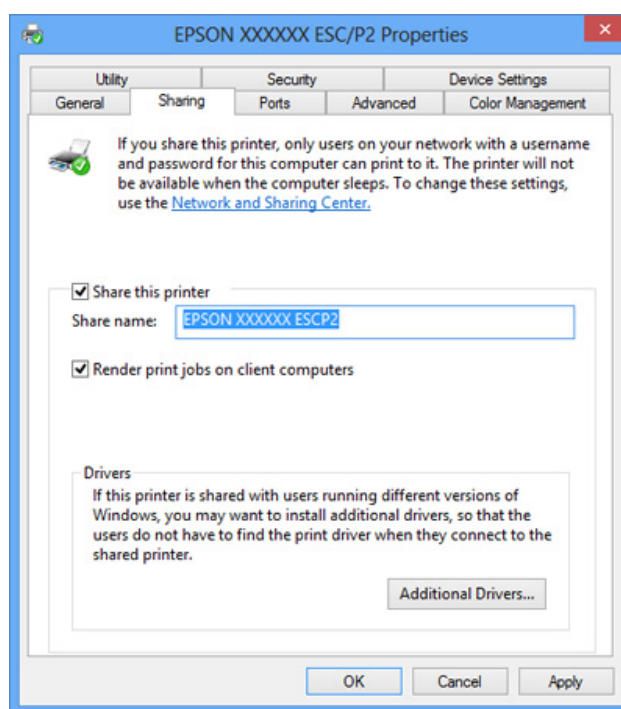 EPSON XXXXXX ESC/P2 Properties
Utility Security Device Settings
General Sharing Ports Advanced Color Management
If you share this printer, only users on your network with a username
and password for this computer can print to it. The printer will not
be available when the computer sleeps. To change these settings,
use the Network and Sharing Center.
Share this printer
Share name: EPSON XXXXXX ESCP2
Render print jobs on client computers
Drivers
If this printer is shared with users running different versions of
Windows, you may want to install additional drivers, so that the
users do not have to find the print driver when they connect to the
shared printer.
Additional Drivers...
OK Cancel Apply